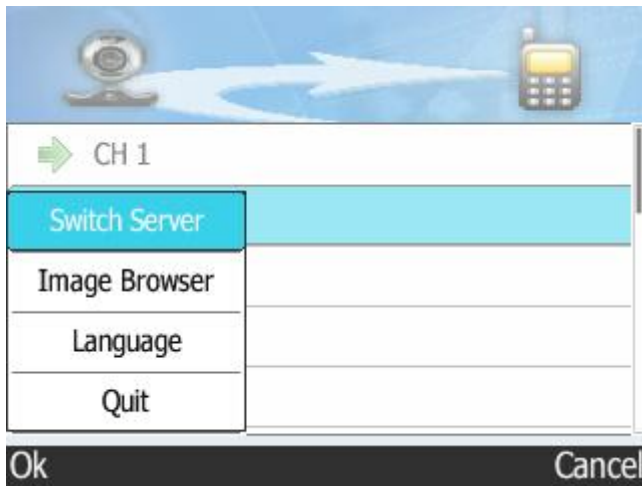 CH 1
Switch Server
Image Browser
Language
Quit
Ok
Cancel